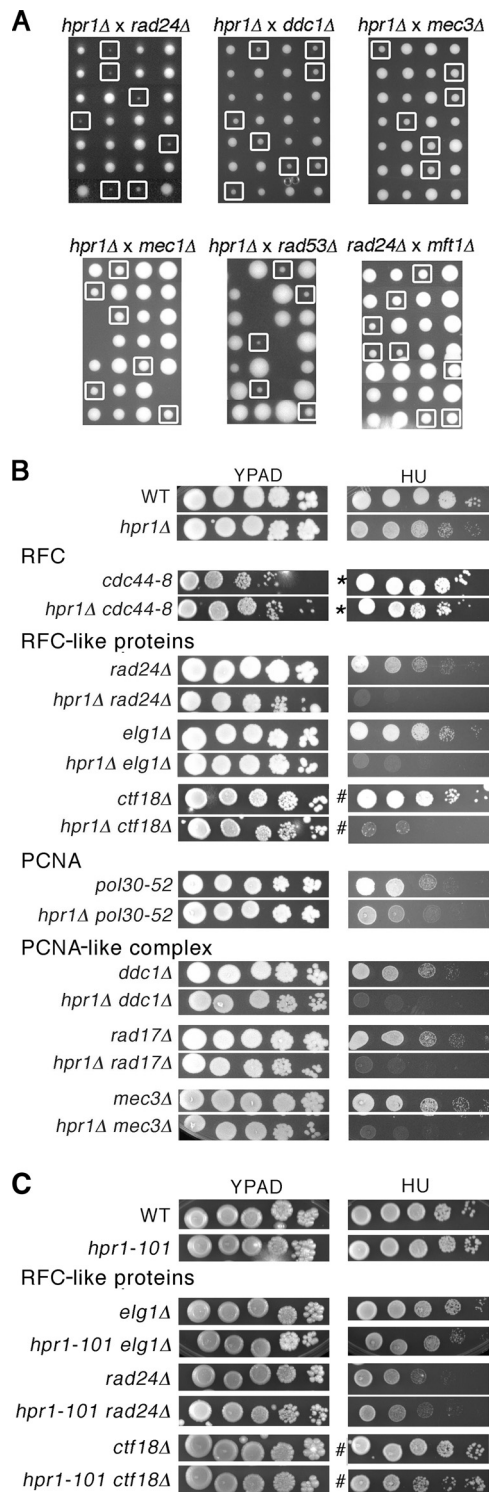 A
hpr1Δ x rad24Δ hpr1Δ x ddc1Δ hpr1Δ x mec3Δ
hpr1Δ x mec1Δ hpr1Δ x rad53Δ rad24Δ x mft1Δ
B
YPAD HU
WT
hpr1Δ
RFC
cdc44-8 *
hpr1Δ cdc44-8 *
RFC-like proteins
rad24Δ
hpr1Δ rad24Δ
elg1Δ
hpr1Δ elg1Δ
ctf18Δ #
hpr1Δ ctf18Δ #
PCNA
pol30-52
hpr1Δ pol30-52
PCNA-like complex
ddc1Δ
hpr1Δ ddc1Δ
rad17Δ
hpr1Δ rad17Δ
mec3Δ
hpr1Δ mec3Δ
C
YPAD HU
WT
hpr1-101
RFC-like proteins
elg1Δ
hpr1-101 elg1Δ
rad24Δ
hpr1-101 rad24Δ
ctf18Δ #
hpr1-101 ctf18Δ #